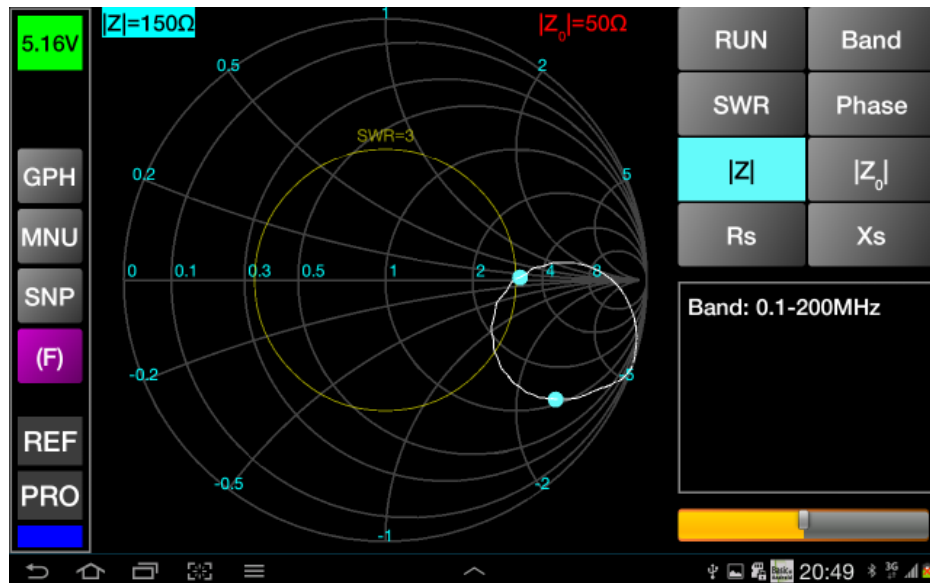 5.16V
|Z|=150Ω
|Z0|=50Ω
GPH
MNU
SNP
(F)
REF
PRO
1
0.5
2
SWR=3
0.2
5
0 0.1 0.3 0.5 1 2 4 8
-0.2
-5
-0.5
-2
-1
RUN
Band
SWR
Phase
|Z|
|Z0|
Rs
Xs
Band: 0.1-200MHz
20:49
3G